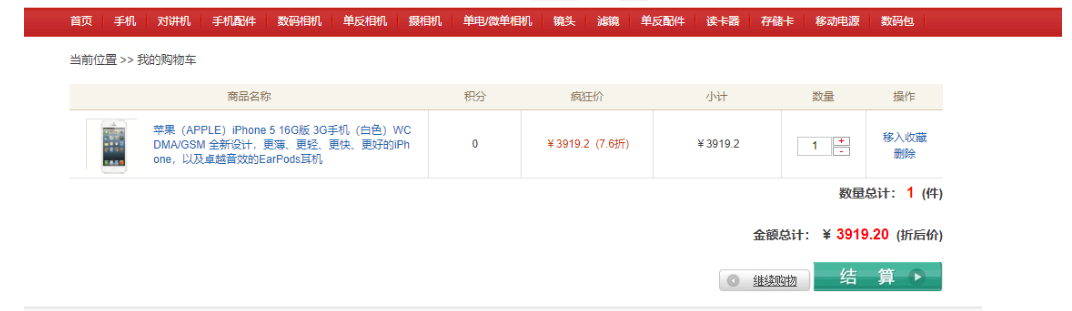 首页 手机 对讲机 手机配件 数码相机 单反相机 摄相机 单电/微单相机 镜头 滤镜 单反配件 读卡器 存储卡 移动电源 数码包
当前位置 >> 我的购物车
商品名称 积分 疯狂价 小计 数量 操作
苹果（APPLE）iPhone 5 16G版 3G手机（白色）WC
DMA/GSM 全新设计，更薄、更轻、更快、更好的iPh
one，以及卓越音效的EarPods耳机
0 ￥3919.2 (7.6折) ￥3919.2 1 + -
移入收藏
删除
数量总计： 1 (件)
金额总计： ￥ 3919.20 (折后价)
继续购物 结 算